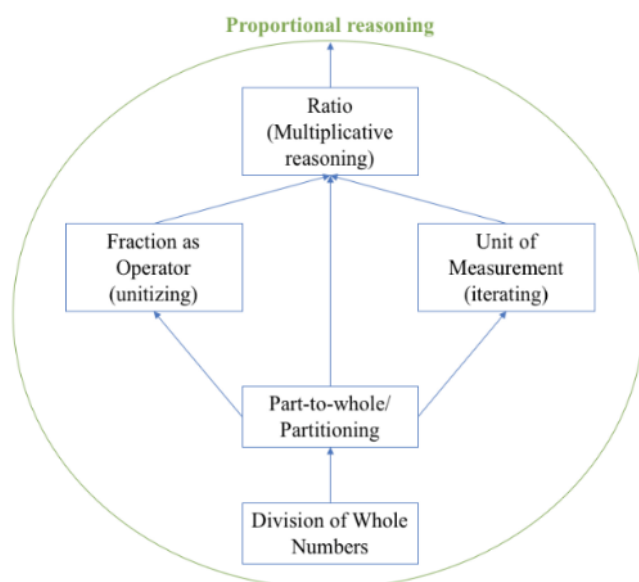 Proportional reasoning
Ratio
(Multiplicative
reasoning)
Fraction as
Operator
(unitizing)
Unit of
Measurement
(iterating)
Part-to-whole/
Partitioning
Division of Whole
Numbers